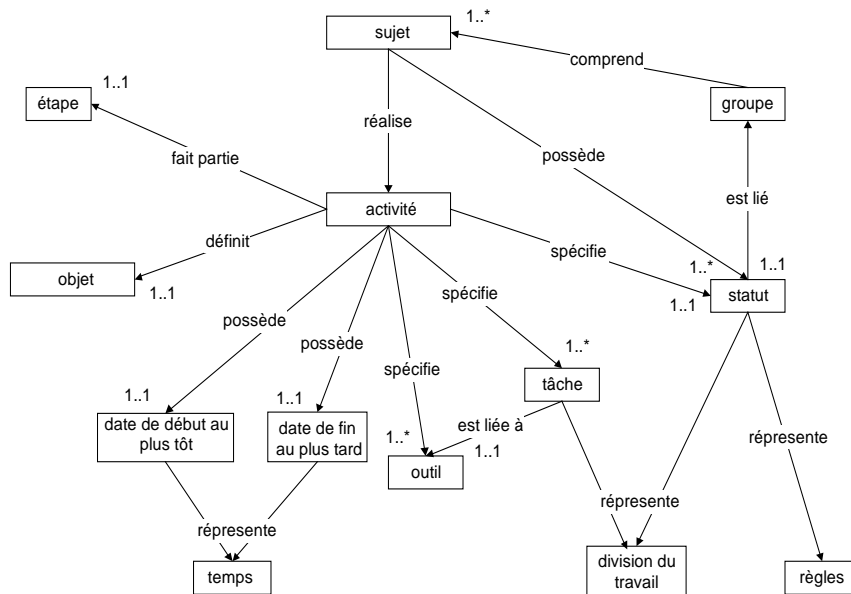 1..*
sujet
comprend
1..1
étape
groupe
réalise
fait partie
possède
est lié
activité
définit
spécifie
objet
1..1
spécifie
1..*
1..1
1..1
statut
possède
possède
1..*
1..1
1..1
spécifie
tâche
date de début au
plus tôt
date de fin
au plus tard
1..*
est liée à
1..1
outil
répresente
répresente
répresente
temps
division du
travail
règles